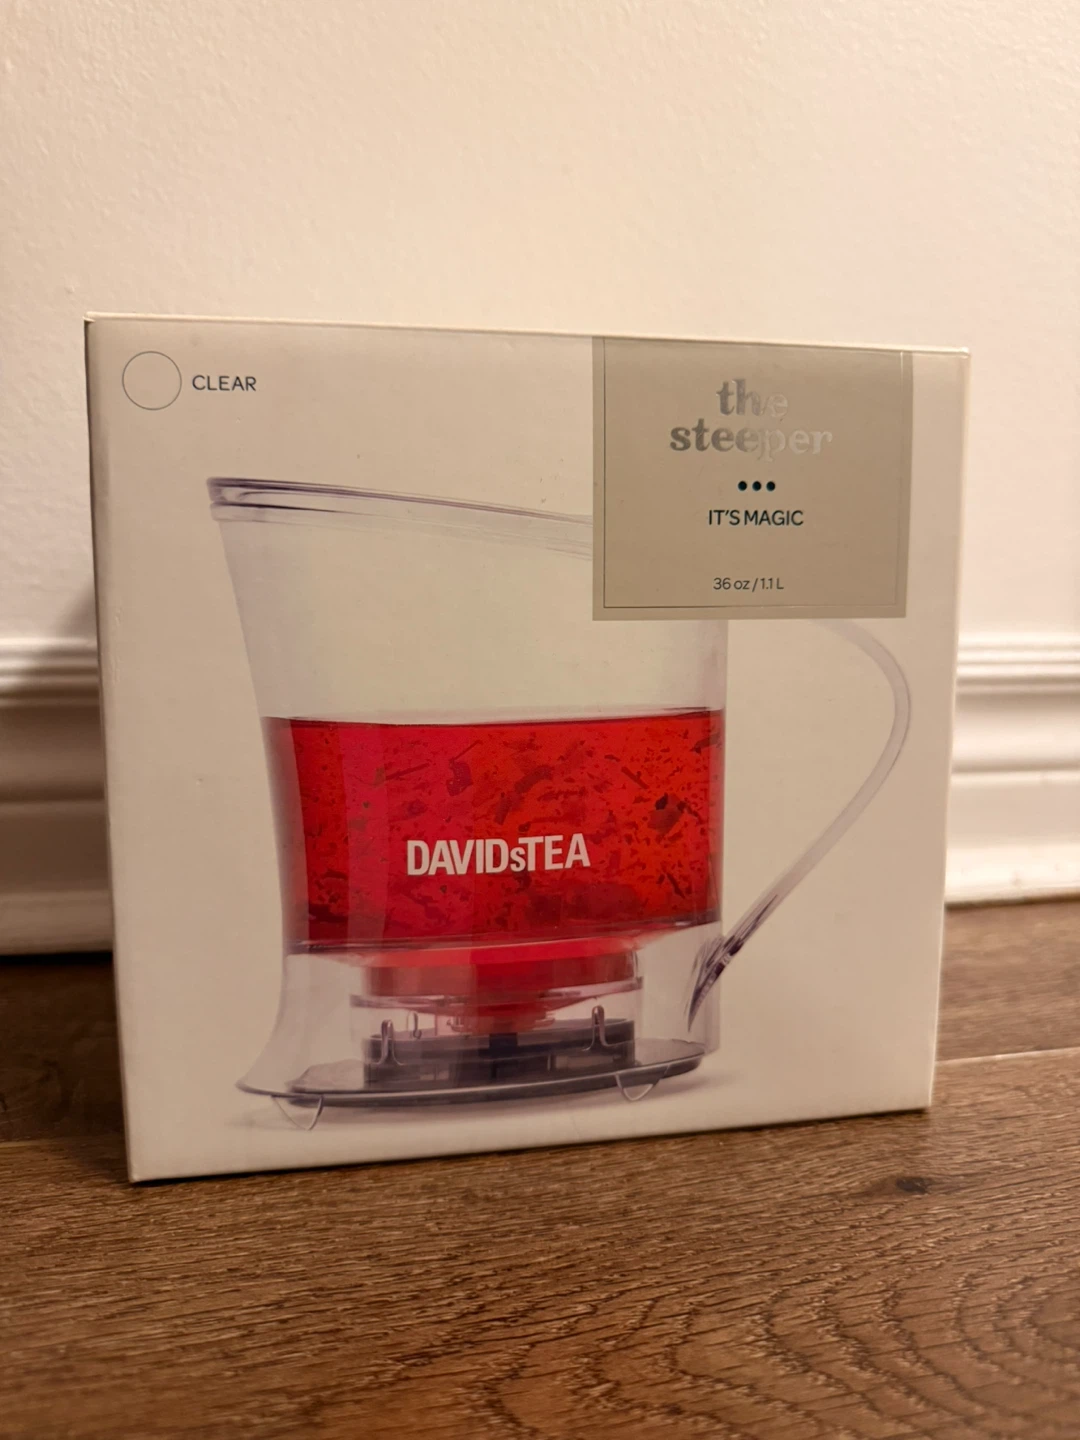 CLEAR
the
steeper
•••
IT'S MAGIC
36 oz / 1.1 L
DAVIDsTEA